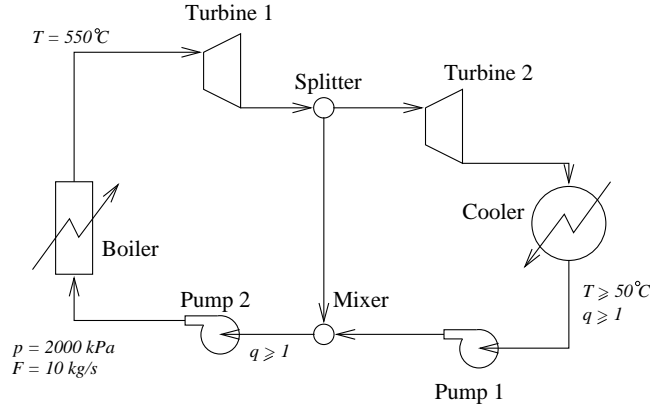 Turbine 1
T = 550°C
Turbine 2
Splitter
Cooler
Boiler
T ⩾ 50°C
q ⩾ 1
Pump 2
Mixer
q ⩾ 1
p = 2000 kPa
F = 10 kg/s
Pump 1